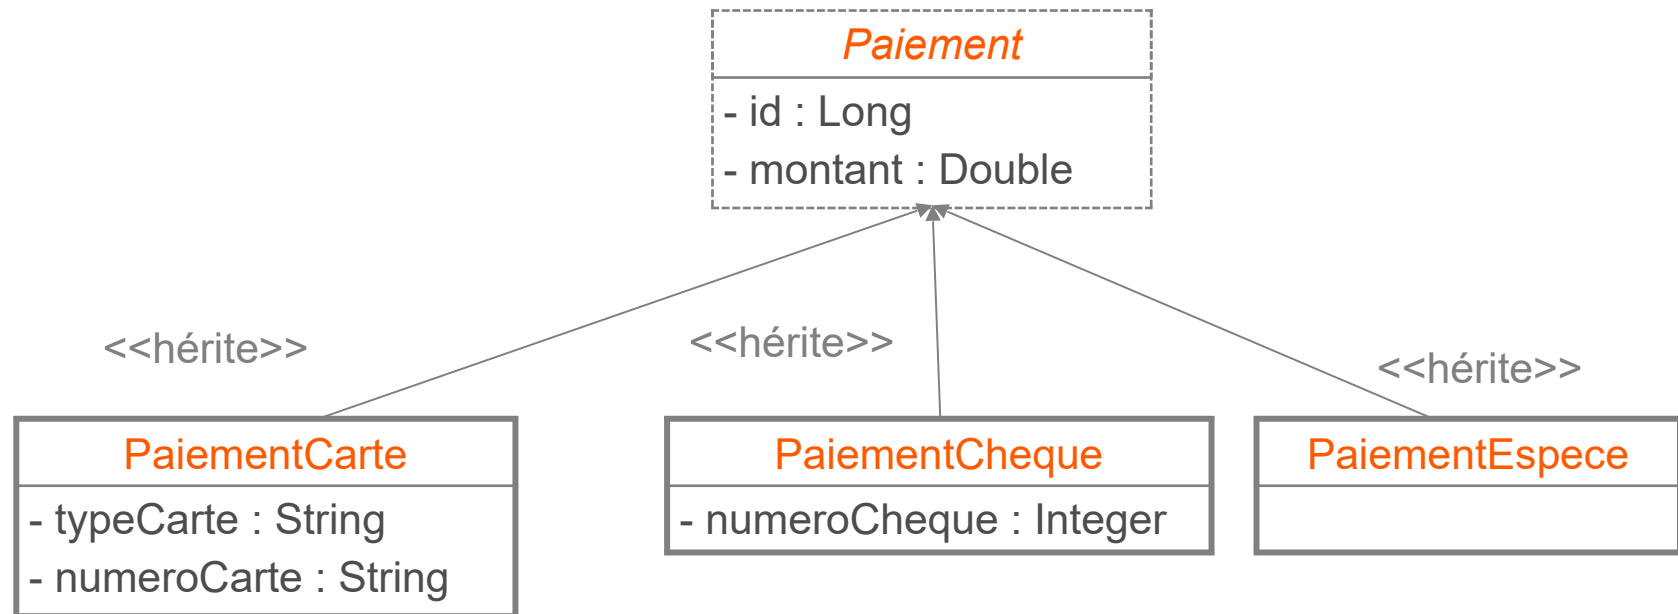 Paiement
- id : Long
- montant : Double
<<hérite>>
<<hérite>>
<<hérite>>
PaiementCarte
- typeCarte : String
- numeroCarte : String
PaiementCheque
- numeroCheque : Integer
PaiementEspece